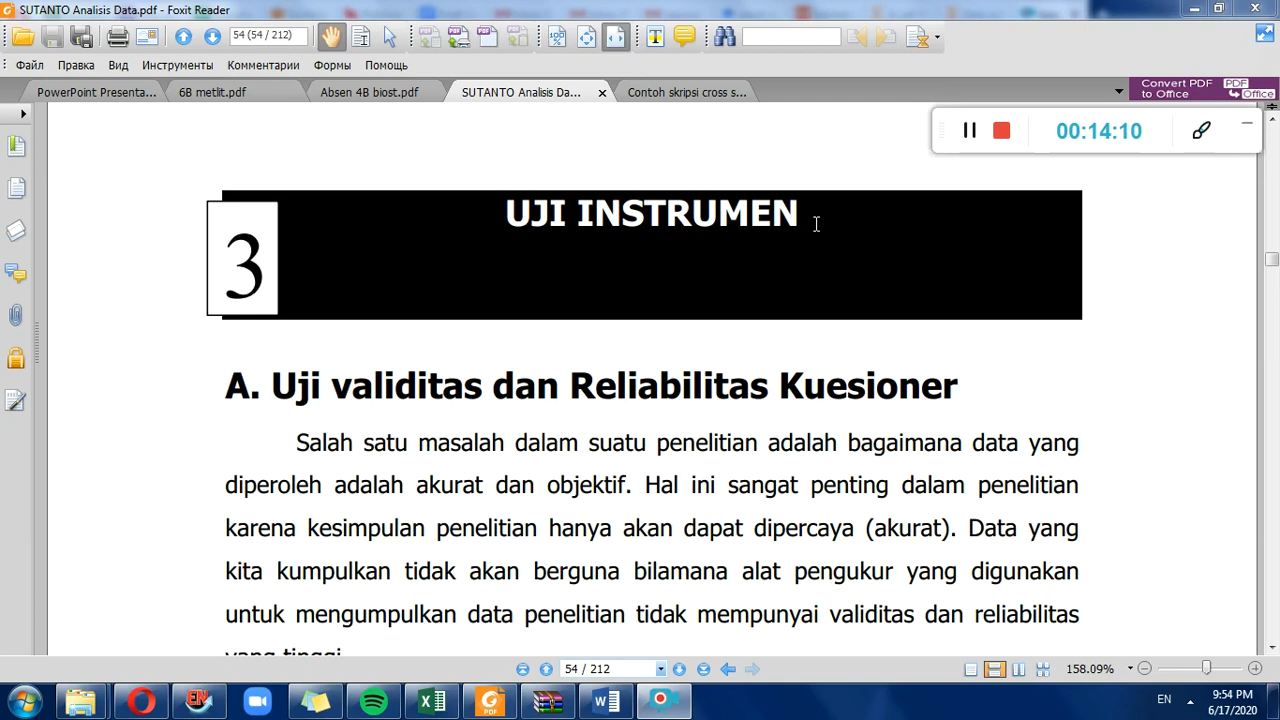 SUTANTO Analisis Data.pdf - Foxit Reader
54 (54 / 212)
Файл Правка Вид Инструменты Комментарии Формы Помощь
PowerPoint Presenta... 6B metlit.pdf Absen 4B biost.pdf SUTANTO Analisis Da... Contoh skripsi cross s...
Convert PDF to Office
PDF
Office
00:14:10
UJI INSTRUMEN
3
A. Uji validitas dan Reliabilitas Kuesioner
Salah satu masalah dalam suatu penelitian adalah bagaimana data yang
diperoleh adalah akurat dan objektif. Hal ini sangat penting dalam penelitian
karena kesimpulan penelitian hanya akan dapat dipercaya (akurat). Data yang
kita kumpulkan tidak akan berguna bilamana alat pengukur yang digunakan
untuk mengumpulkan data penelitian tidak mempunyai validitas dan reliabilitas
yang tinggi.
54 / 212
158.09%
EN
9:54 PM
6/17/2020